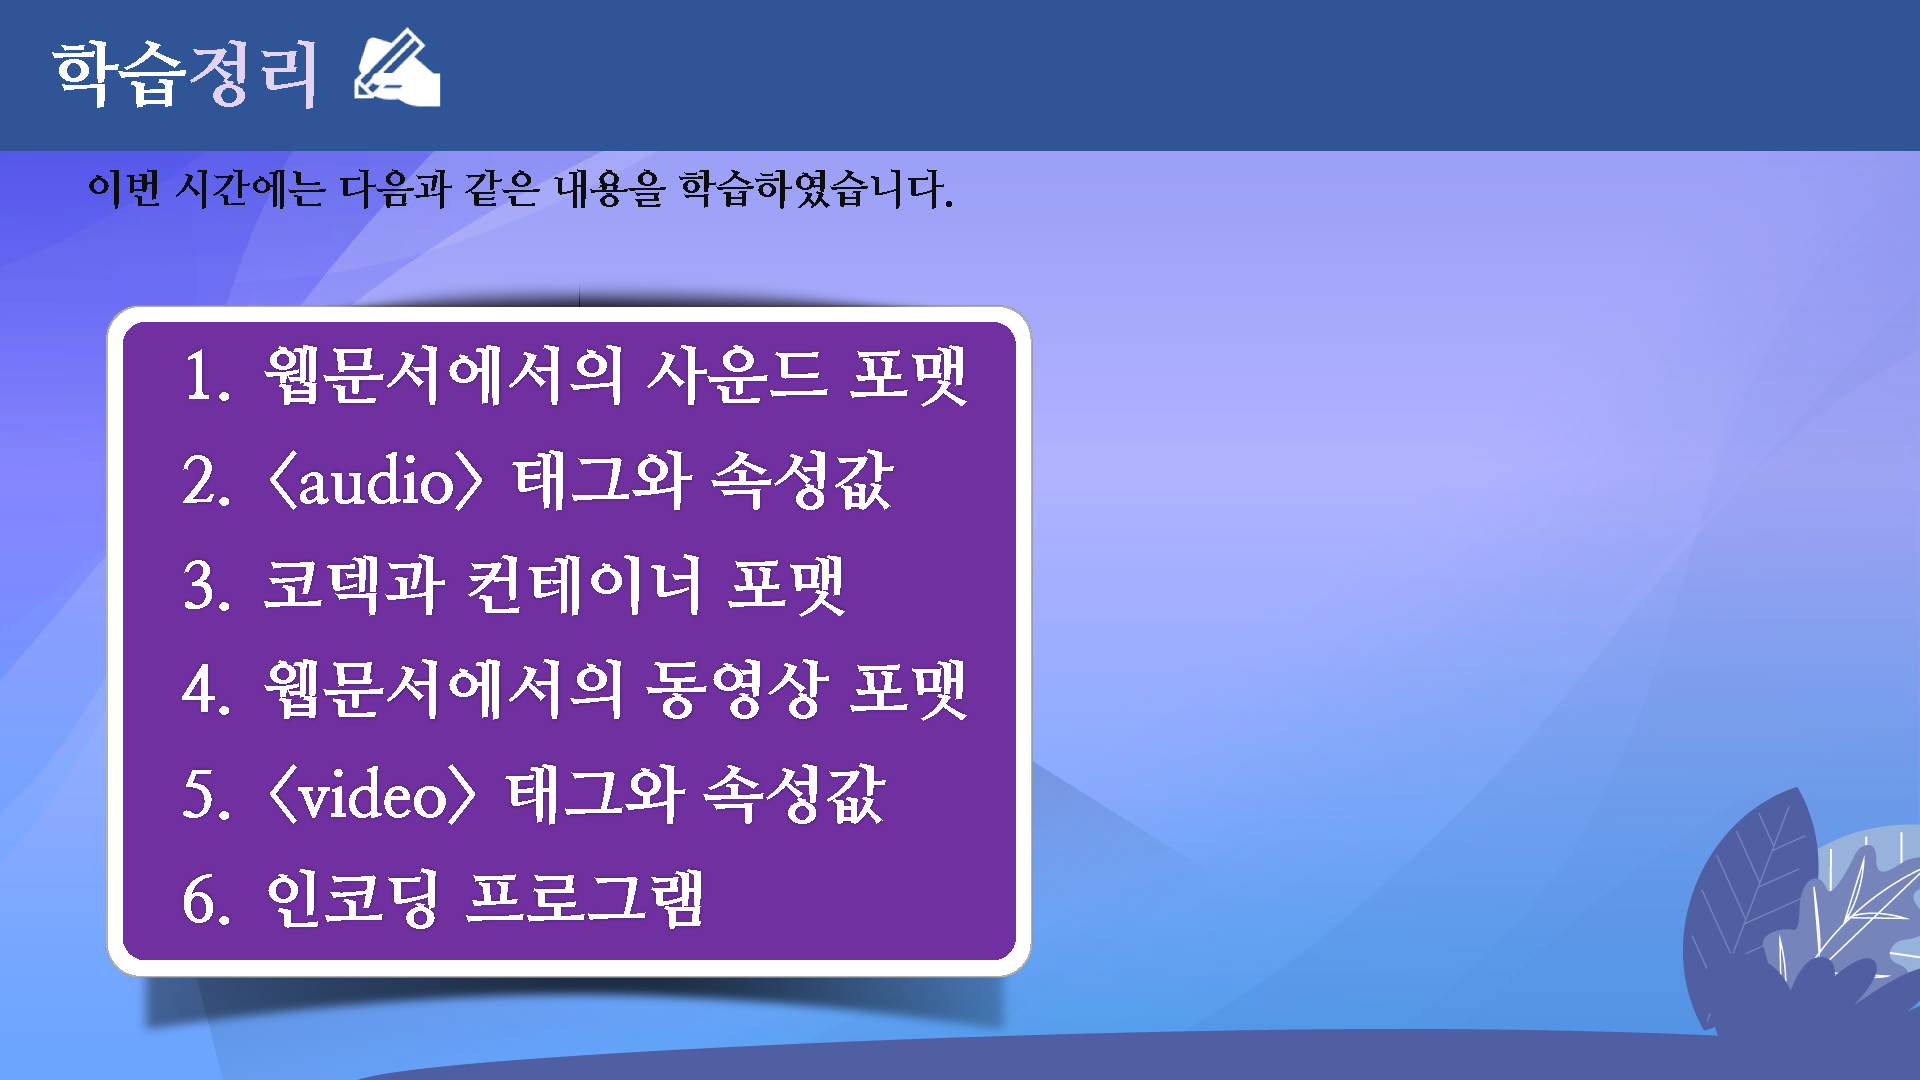 학습정리
이번 시간에는 다음과 같은 내용을 학습하였습니다.
1. 웹문서에서의 사운드 포맷
2. <audio> 태그와 속성값
3. 코덱과 컨테이너 포맷
4. 웹문서에서의 동영상 포맷
5. <video> 태그와 속성값
6. 인코딩 프로그램